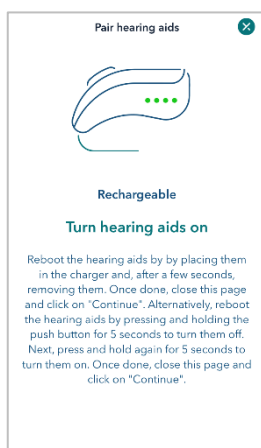 Pair hearing aids
Rechargeable
Turn hearing aids on
Reboot the hearing aids by by placing them
in the charger and, after a few seconds,
removing them. Once done, close this page
and click on "Continue". Alternatively, reboot
the hearing aids by pressing and holding the
push button for 5 seconds to turn them off.
Next, press and hold again for 5 seconds to
turn them on. Once done, close this page and
click on "Continue".